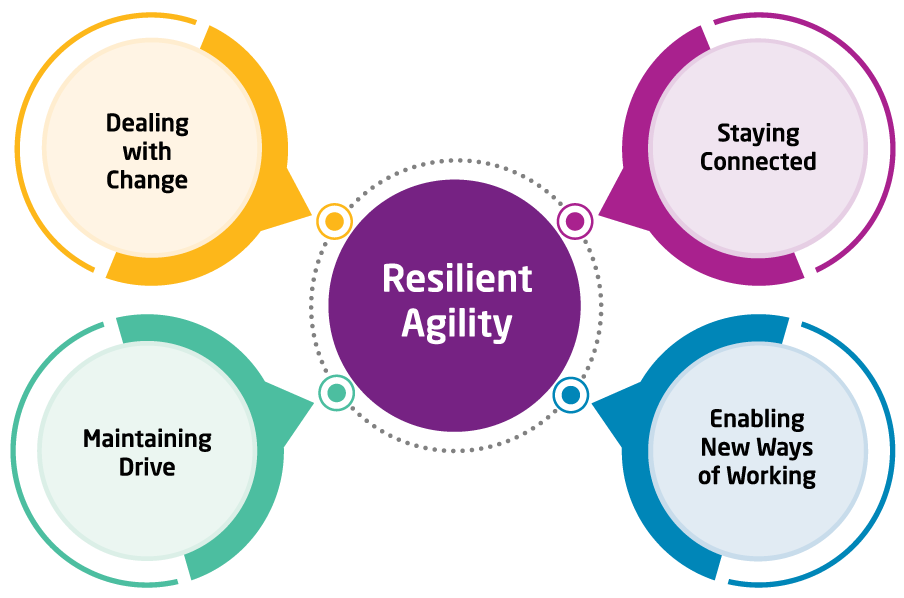 Dealing
with
Change
Staying
Connected
Resilient
Agility
Maintaining
Drive
Enabling
New Ways
of Working